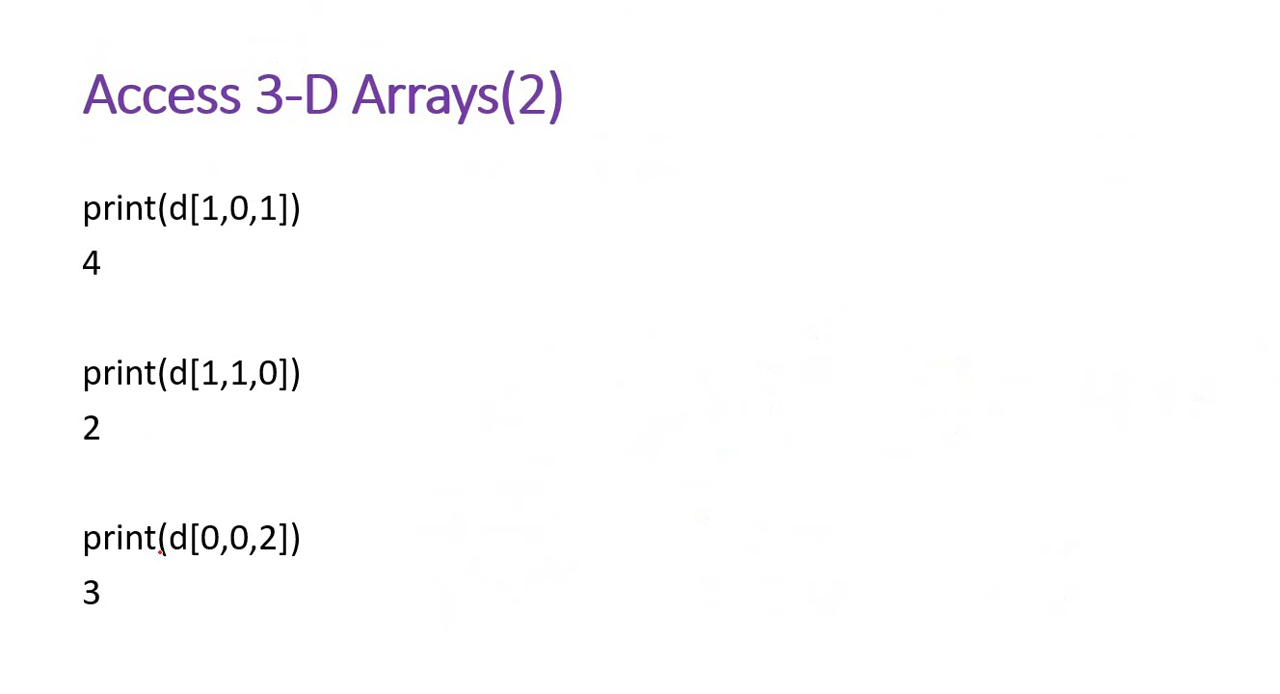 Access 3-D Arrays(2)
print(d[1,0,1])
4
print(d[1,1,0])
2
print(d[0,0,2])
3